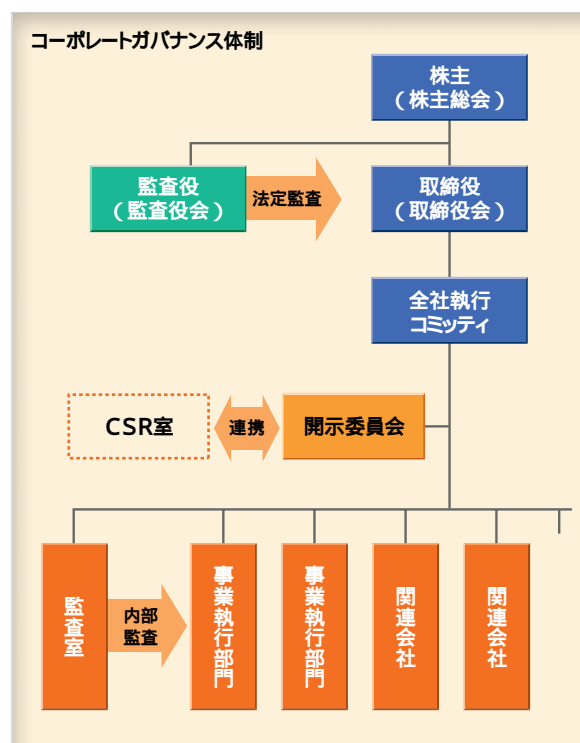 コーポレートガバナンス体制
株主
（株主総会）
監査役
（監査役会）
法定監査
取締役
（取締役会）
全社執行
コミッティ
CSR室
連携
開示委員会
監査室
内部
監査
事業執行部門
事業執行部門
関連会社
関連会社